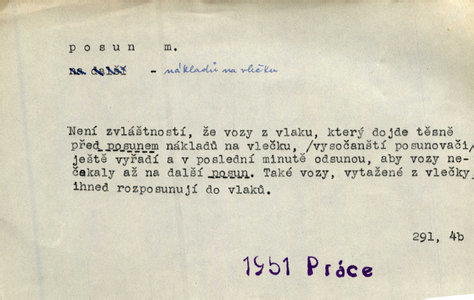 posun m.
na další - nákladů na vlečku
Není zvláštností, že vozy z vlaku, který dojde těsně
před posunem nákladů na vlečku, /vysočanští posunovači/
ještě vyřadí a v poslední minutě odsunou, aby vozy ne-
čekaly až na další posun. Také vozy, vytažené z vlečky
ihned rozposunují do vlaků.
291, 4b
1951 Práce